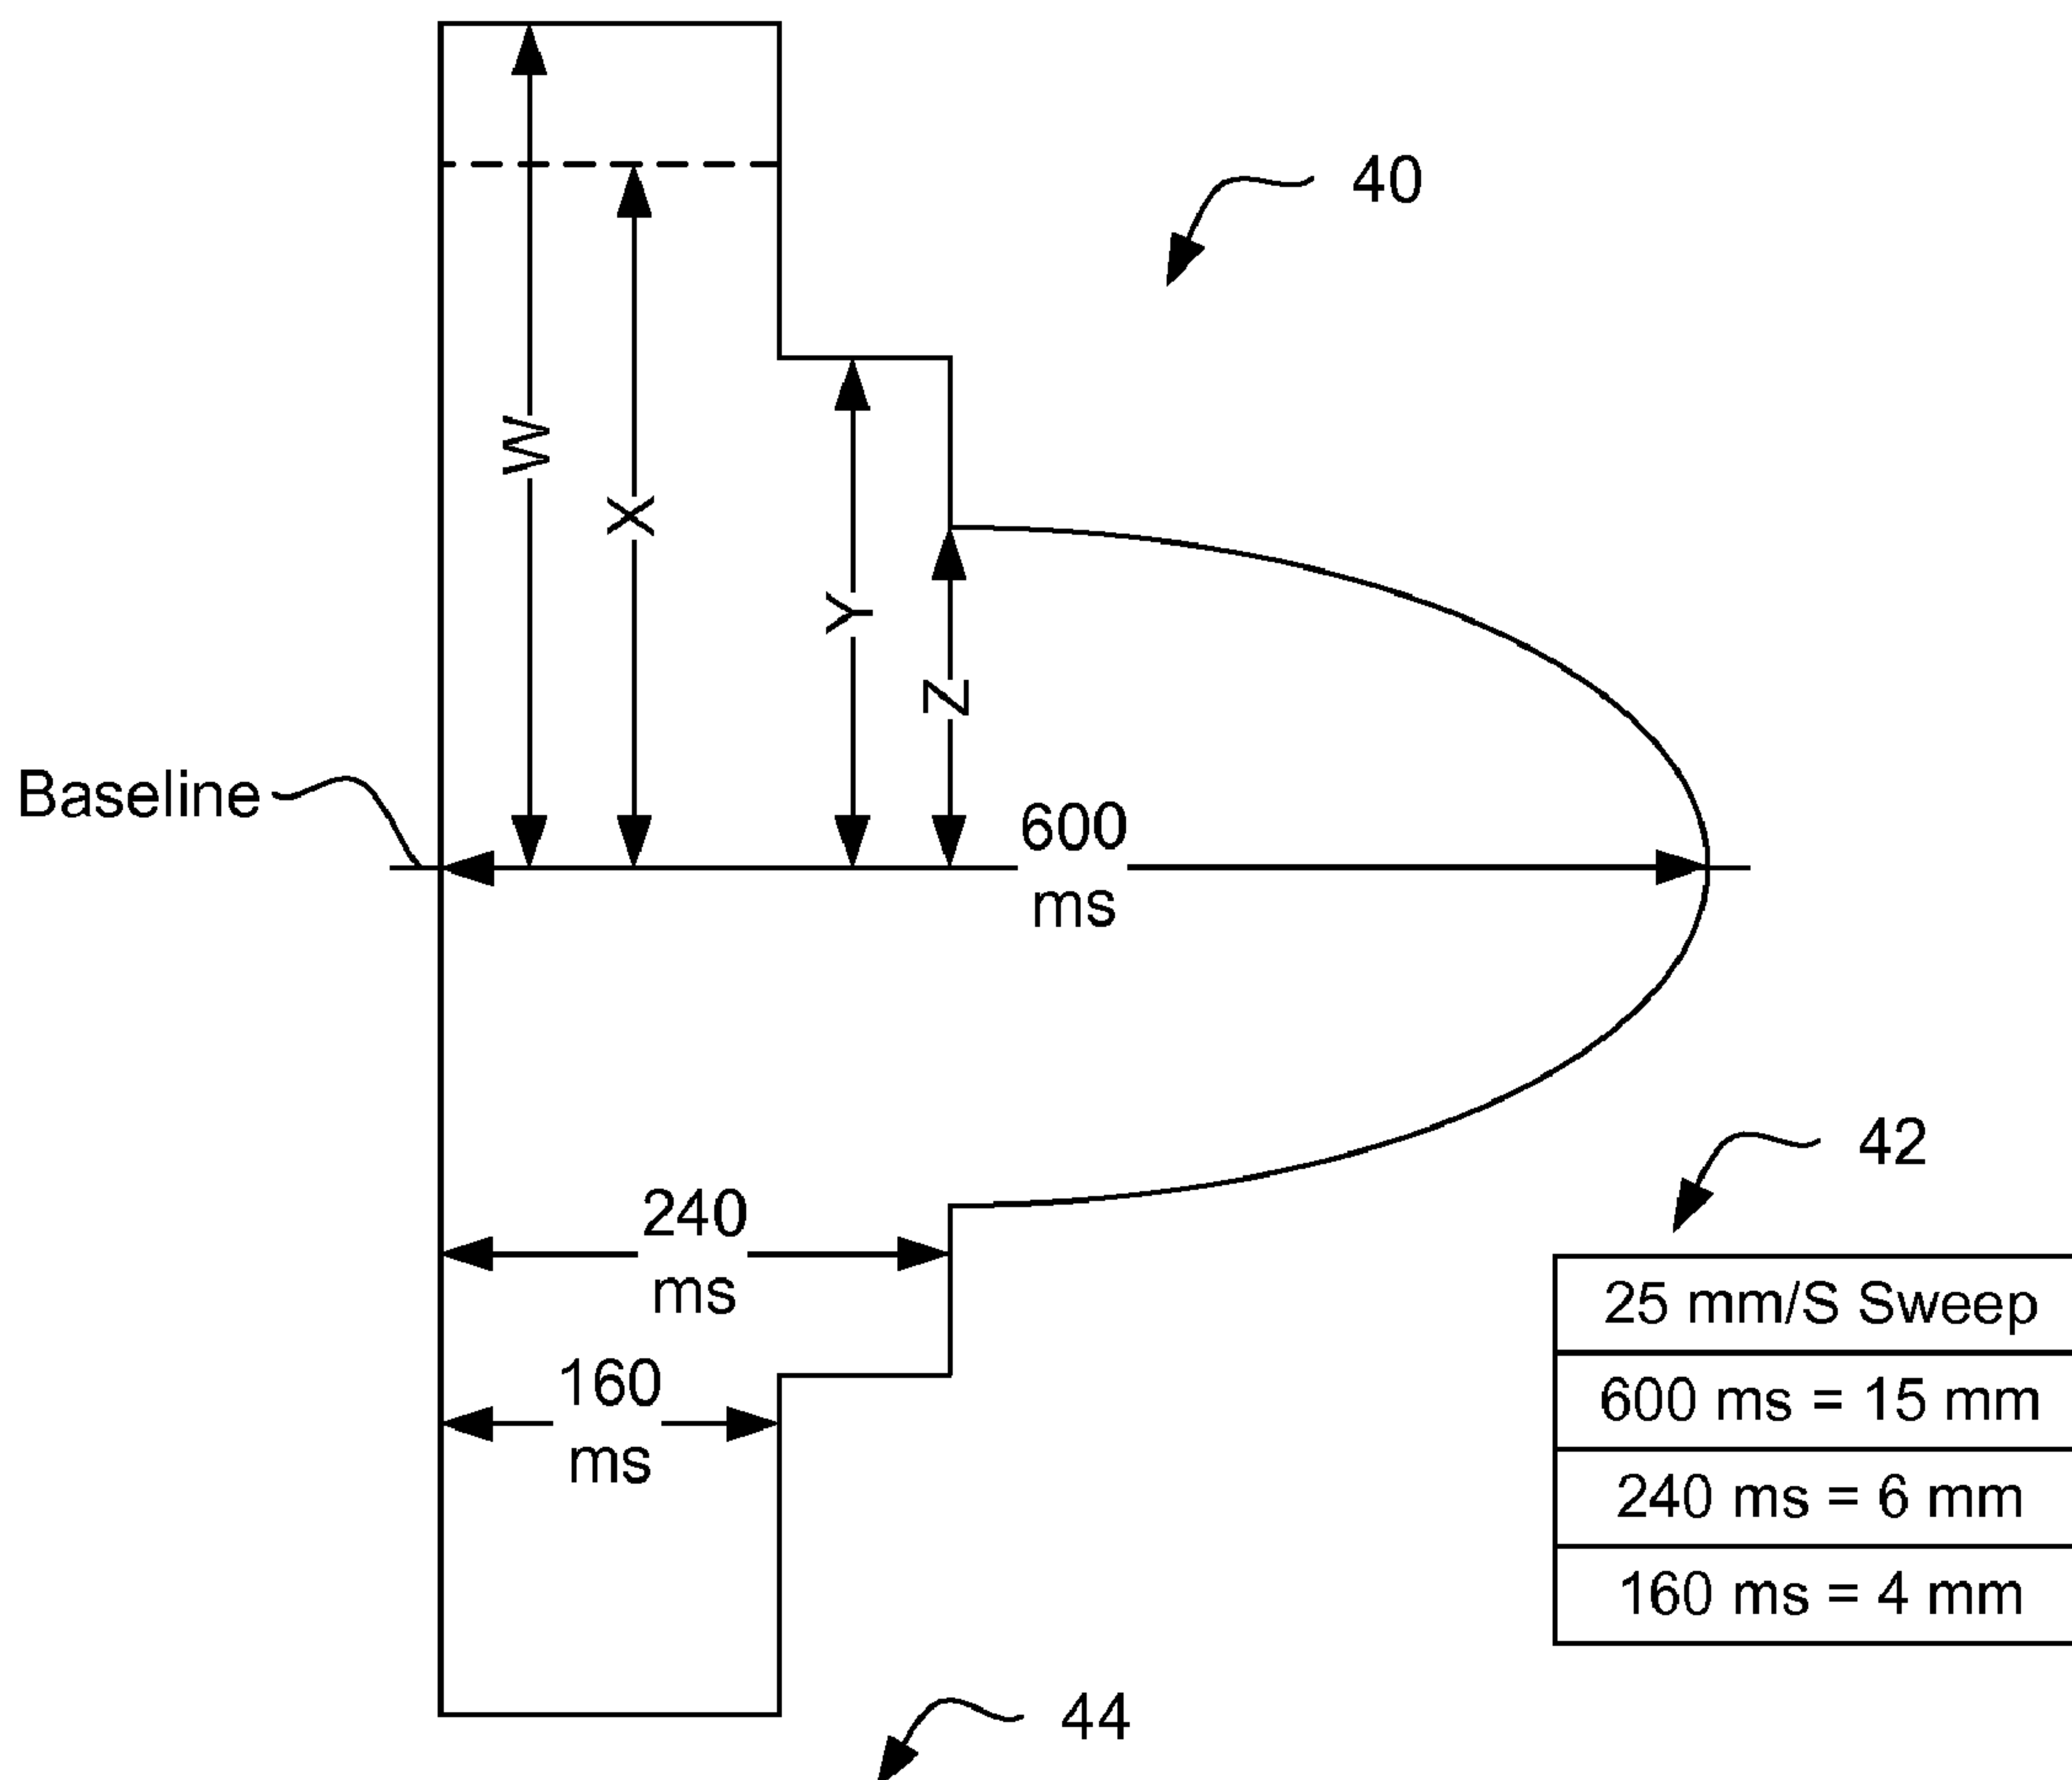 40
W
X
Y
Z
Baseline
600
ms
42
240
ms
25 mm/S Sweep
600 ms = 15 mm
160
ms
240 ms = 6 mm
160 ms = 4 mm
44